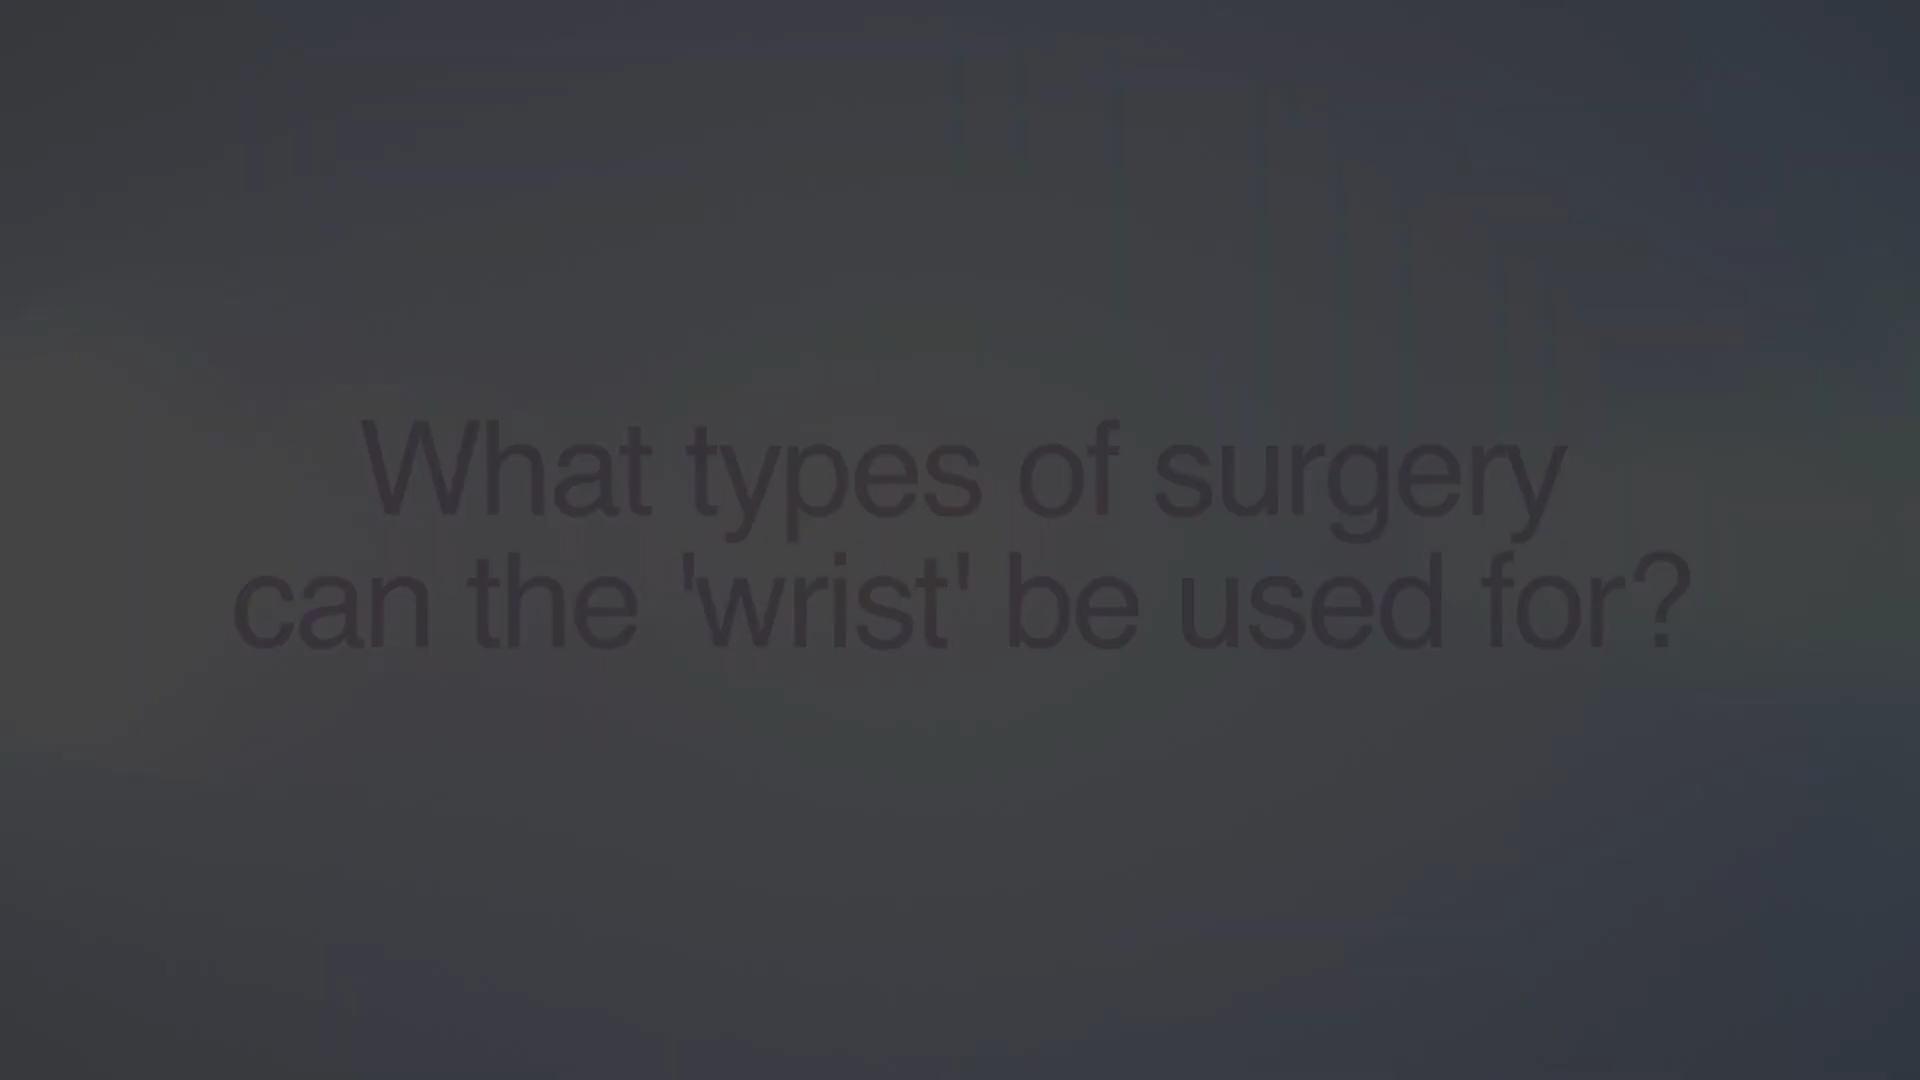 What types of surgery
can the 'wrist' be used for?